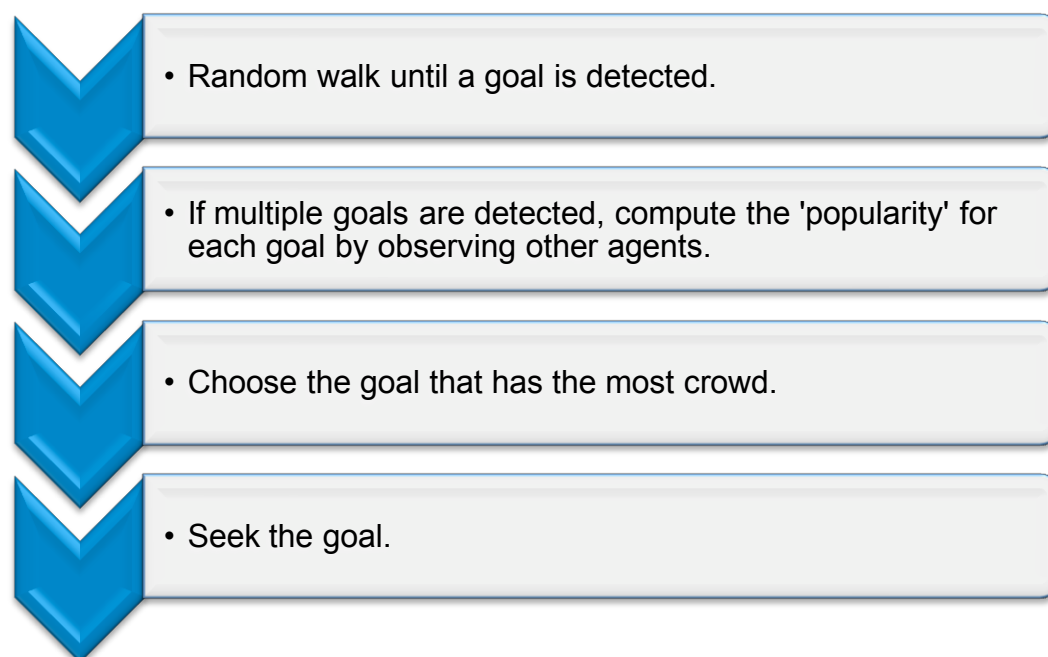 • Random walk until a goal is detected.
• If multiple goals are detected, compute the 'popularity' for
each goal by observing other agents.
• Choose the goal that has the most crowd.
• Seek the goal.